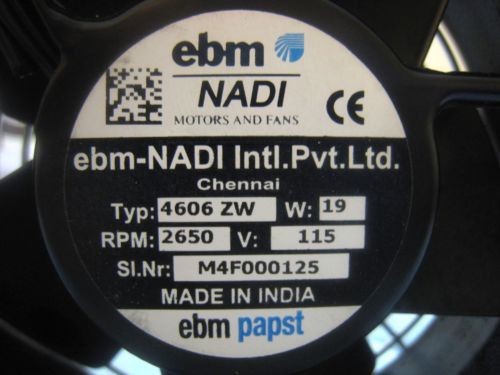 ebm
NADI
MOTORS AND FANS
CE
ebm-NADI Intl.Pvt.Ltd.
Chennai
Typ: 4606 ZW W: 19
RPM: 2650 V: 115
Sl.Nr: M4F000125
MADE IN INDIA
ebm papst